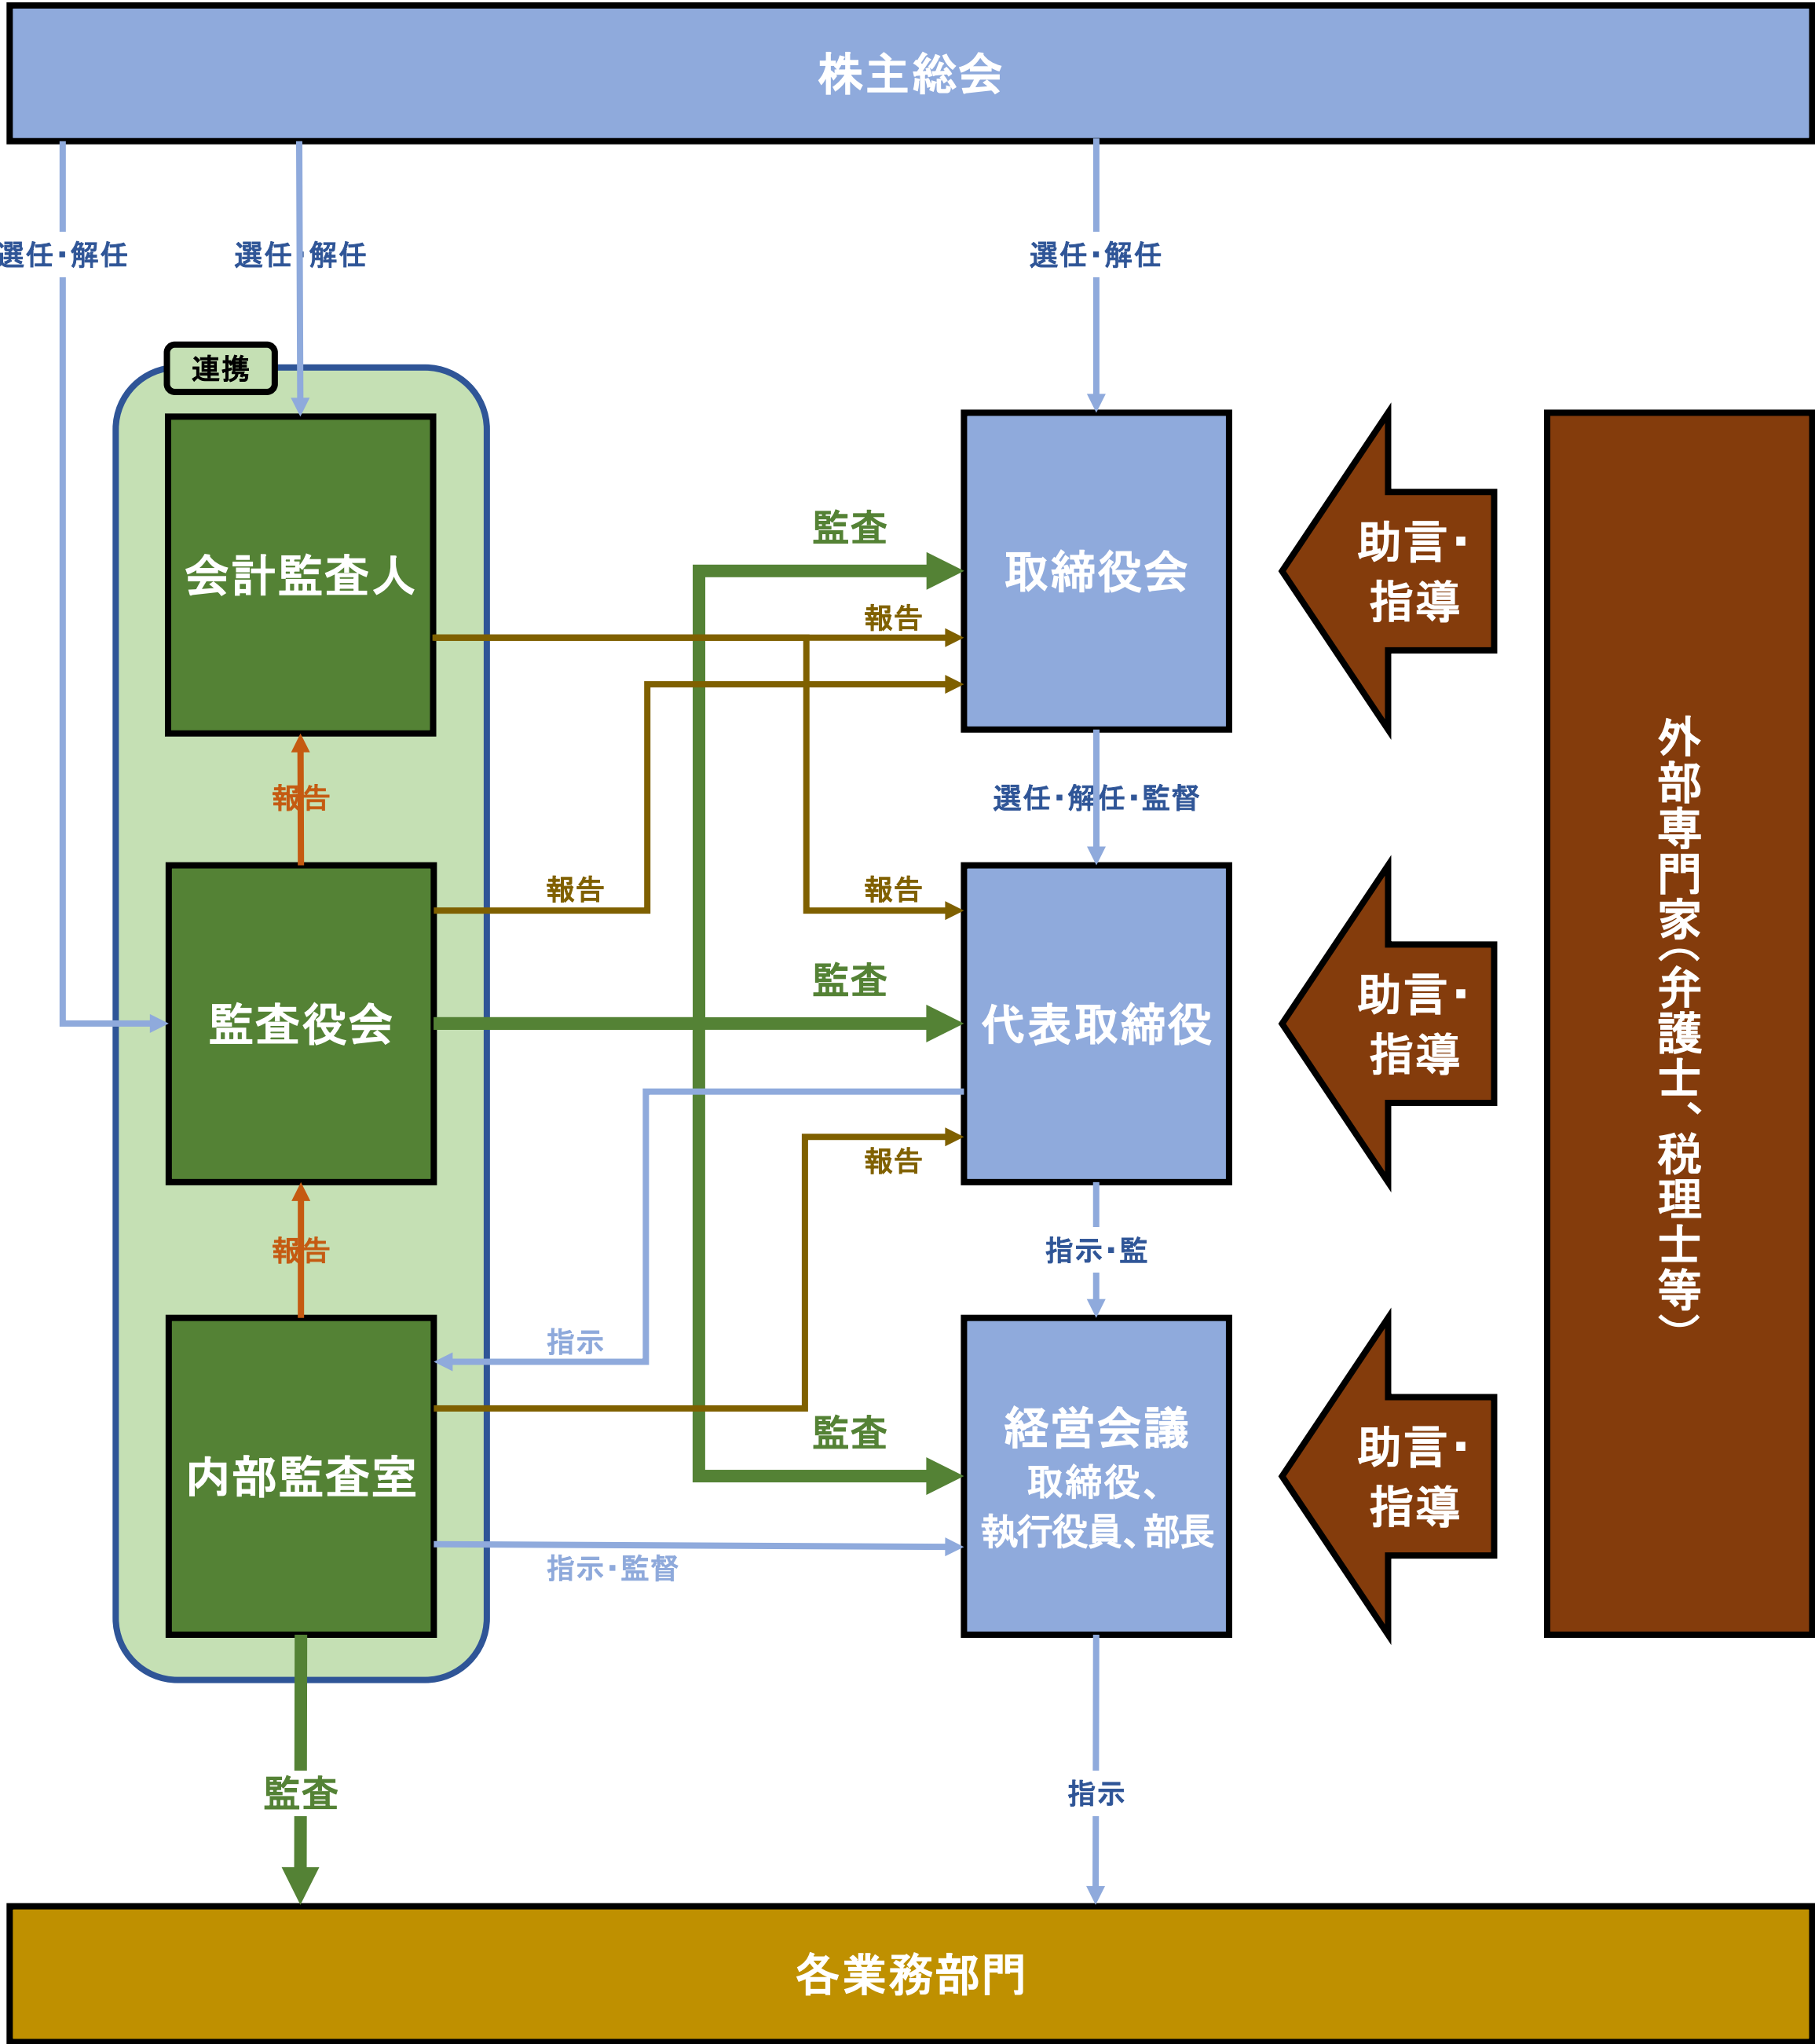 株主総会
選任・解任
選任・解任
選任・解任
連携
会計監査人
監査
報告
取締役会
助言・
指導
報告
選任・解任・監督
報告
報告
監査
監査役会
代表取締役
助言・
指導
報告
報告
指示・監
指示
監査
内部監査室
経営会議
取締役、
執行役員、部長
助言・
指導
指示・監督
外部専門家（弁護士、税理士等）
監査
指示
各業務部門